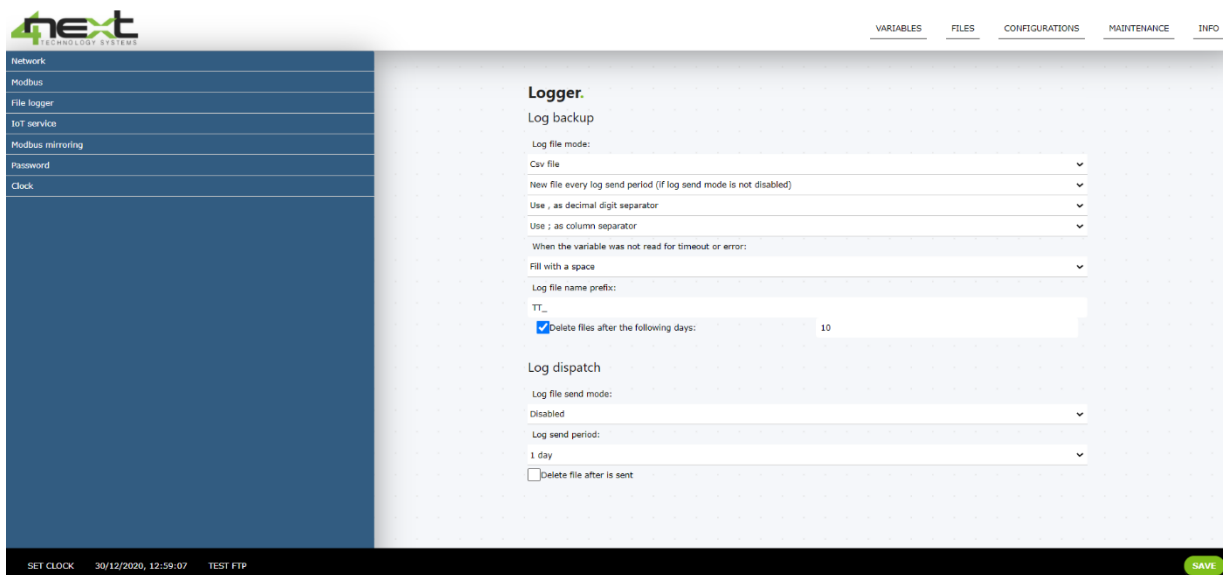 4next
TECHNOLOGY SYSTEMS
VARIABLES FILES CONFIGURATIONS MAINTENANCE INFO
Network
Modbus
File logger
IoT service
Modbus mirroring
Password
Clock
Logger.
Log backup
Log file mode:
Csv file
New file every log send period (if log send mode is not disabled)
Use , as decimal digit separator
Use ; as column separator
When the variable was not read for timeout or error:
Fill with a space
Log file name prefix:
TT_
Delete files after the following days: 10
Log dispatch
Log file send mode:
Disabled
Log send period:
1 day
Delete file after is sent
SET CLOCK 30/12/2020, 12:59:07 TEST FTP SAVE